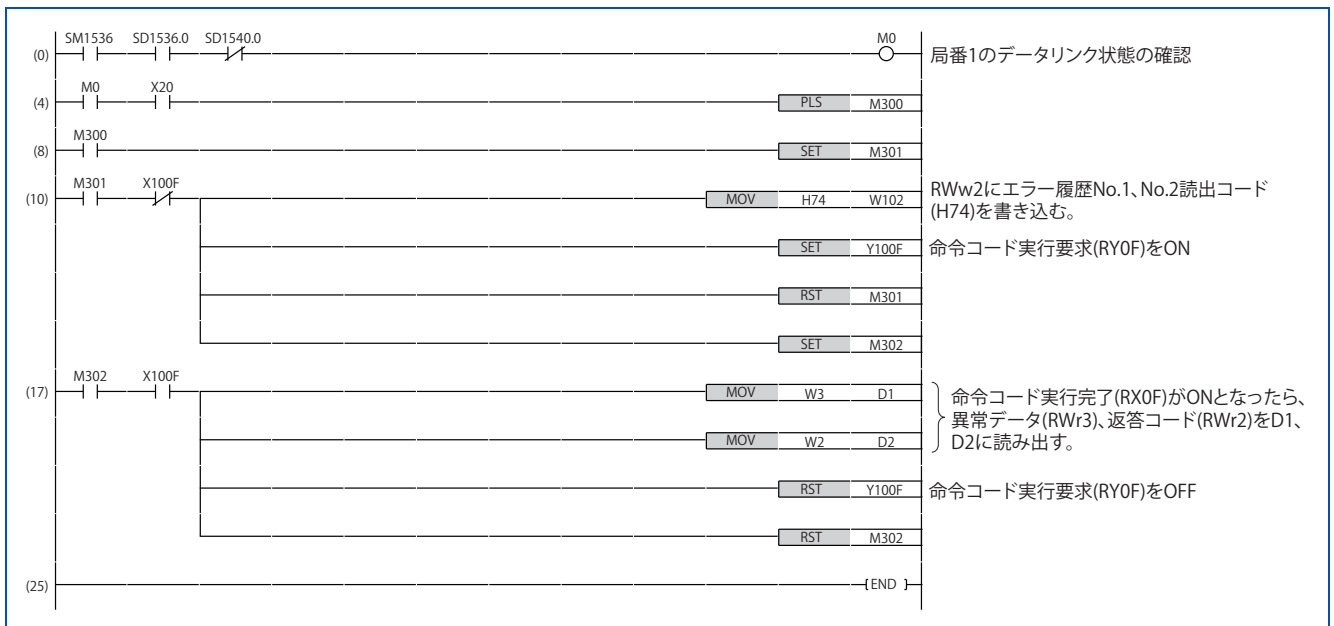 SM1536 SD1536.0 SD1540.0 M0
(0) 局番1のデータリンク状態の確認
M0 X20
(4) PLS M300
M300
(8) SET M301
M301 X100F
(10) MOV H74 W102 RWw2にエラー履歴No.1、No.2読出コード
(H74)を書き込む。
SET Y100F 命令コード実行要求(RY0F)をON
RST M301
SET M302
M302 X100F
(17) MOV W3 D1 命令コード実行完了(RX0F)がONとなったら、
異常データ(RWr3)、返答コード(RWr2)をD1、
MOV W2 D2 D2に読み出す。
RST Y100F 命令コード実行要求(RY0F)をOFF
RST M302
(25) END